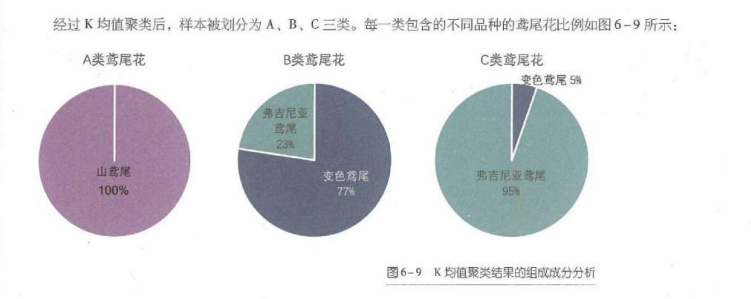 经过 K 均值聚类后，样本被划分为 A、B、C 三类。每一类包含的不同品种的鸢尾花比例如图 6-9 所示：
A类鸢尾花
B类鸢尾花
C类鸢尾花
山鸢尾
100%
弗吉尼亚
鸢尾
23%
变色鸢尾
77%
变色鸢尾 5%
弗吉尼亚鸢尾
95%
图6-9 K 均值聚类结果的组成成分分析